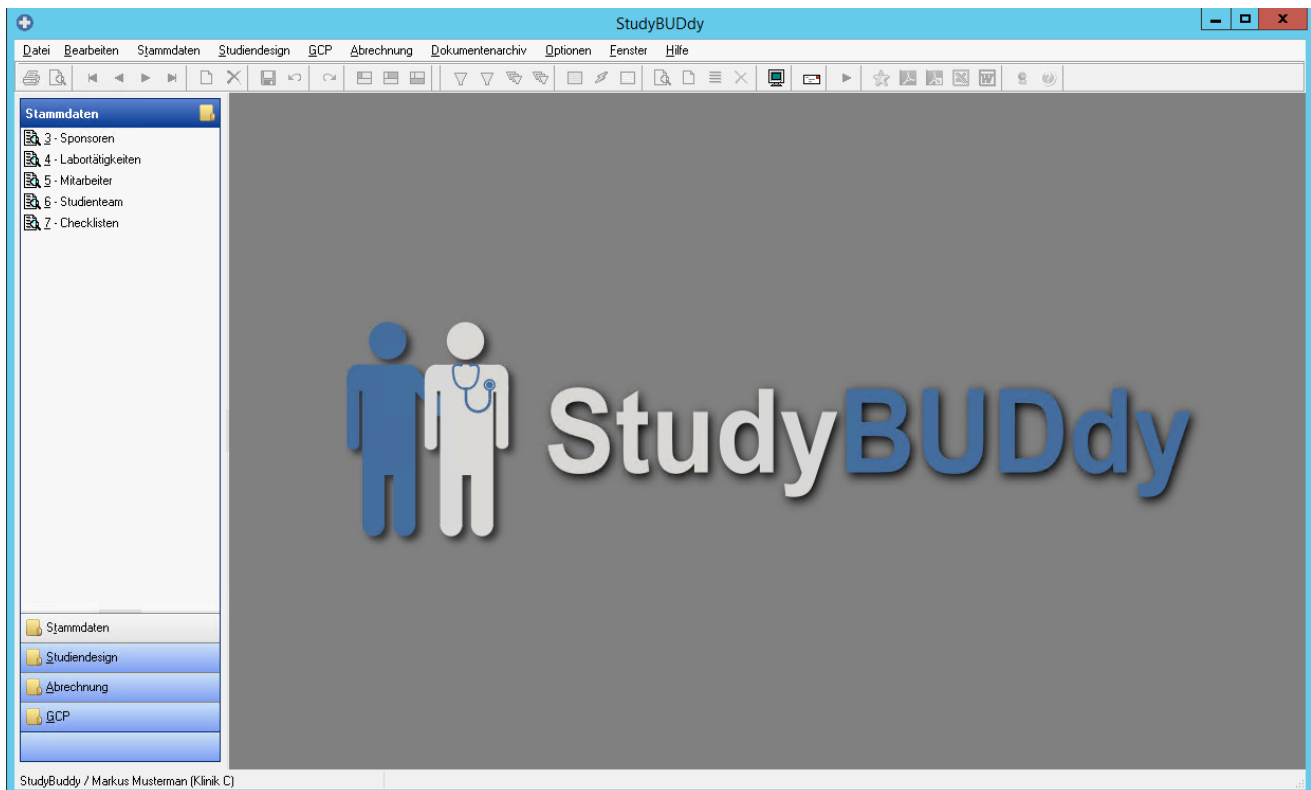 StudyBUDdy
Datei Bearbeiten Stammdaten Studiendesign GCP Abrechnung Dokumentenarchiv Optionen Fenster Hilfe
Stammdaten
3 - Sponsoren
4 - Labortätigkeiten
5 - Mitarbeiter
6 - Studienteam
7 - Checklisten
StudyBUDdy
Stammdaten
Studiendesign
Abrechnung
GCP
StudyBuddy / Markus Musterman (Klinik C)